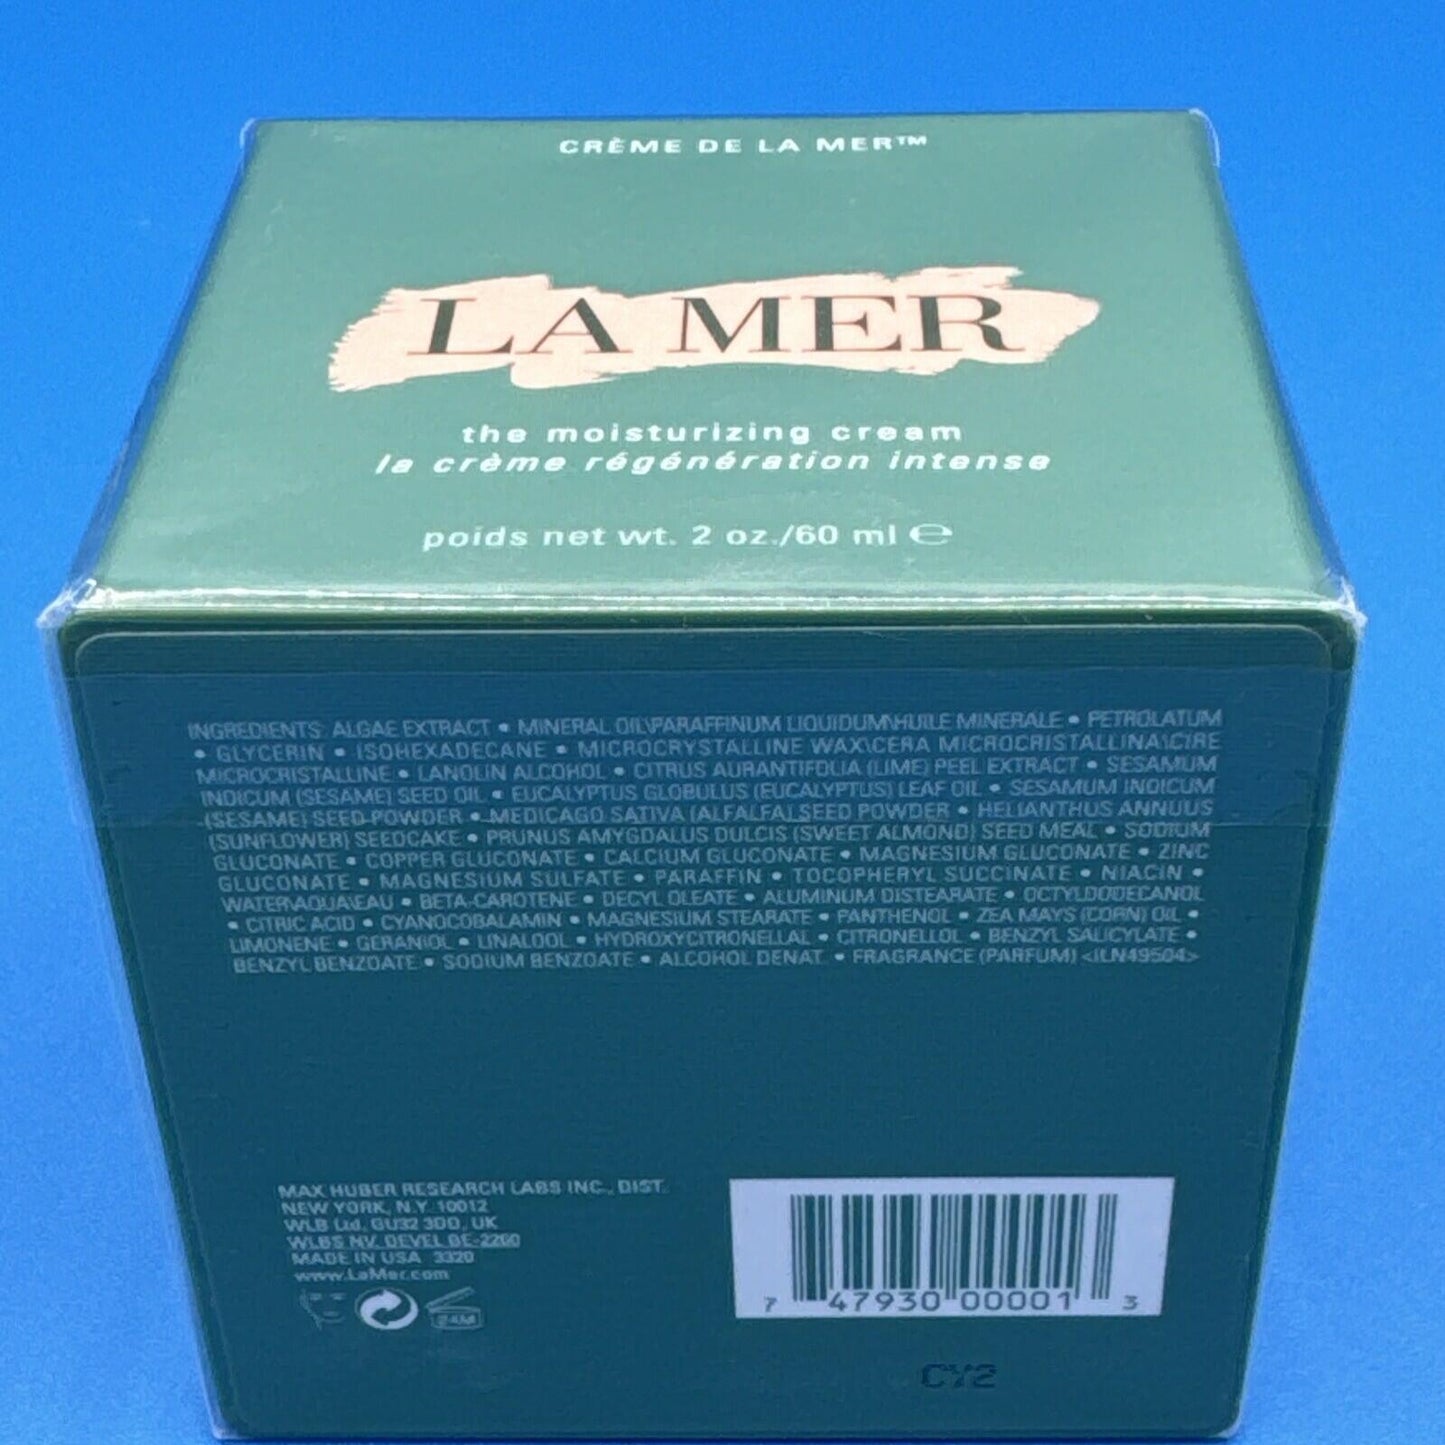 CRÈME DE LA MER™
LA MER
the moisturizing cream
la crème régénération intense
poids net wt. 2 oz./60 ml ℮
INGREDIENTS: ALGAE EXTRACT • MINERAL OIL\PARAFFINUM LIQUIDUM\HUILE MINERALE • PETROLATUM
• GLYCERIN • ISOHEXADECANE • MICROCRYSTALLINE WAX\CERA MICROCRISTALLINA\CIRE
MICROCRISTALLINE • LANOLIN ALCOHOL • CITRUS AURANTIFOLIA (LIME) PEEL EXTRACT • SESAMUM
INDICUM (SESAME) SEED OIL • EUCALYPTUS GLOBULUS (EUCALYPTUS) LEAF OIL • SESAMUM INDICUM
(SESAME) SEED POWDER • MEDICAGO SATIVA (ALFALFA) SEED POWDER • HELIANTHUS ANNUUS
(SUNFLOWER) SEEDCAKE • PRUNUS AMYGDALUS DULCIS (SWEET ALMOND) SEED MEAL • SODIUM
GLUCONATE • COPPER GLUCONATE • CALCIUM GLUCONATE • MAGNESIUM GLUCONATE • ZINC
GLUCONATE • MAGNESIUM SULFATE • PARAFFIN • TOCOPHERYL SUCCINATE • NIACIN •
WATER\AQUA\EAU • BETA-CAROTENE • DECYL OLEATE • ALUMINUM DISTEARATE • OCTYLDODECANOL
• CITRIC ACID • CYANOCOBALAMIN • MAGNESIUM STEARATE • PANTHENOL • ZEA MAYS (CORN) OIL •
LIMONENE • GERANIOL • LINALOOL • HYDROXYCITRONELLAL • CITRONELLOL • BENZYL SALICYLATE •
BENZYL BENZOATE • SODIUM BENZOATE • ALCOHOL DENAT • FRAGRANCE (PARFUM) <ILN49504>
MAX HUBER RESEARCH LABS INC., DIST.
NEW YORK, N.Y. 10012
WLB Ltd. GU32 3DD, UK
WLBS NV. DEVEL BE-2260
MADE IN USA 3320
www.LaMer.com
24M
7 47930 00001 3
CY2